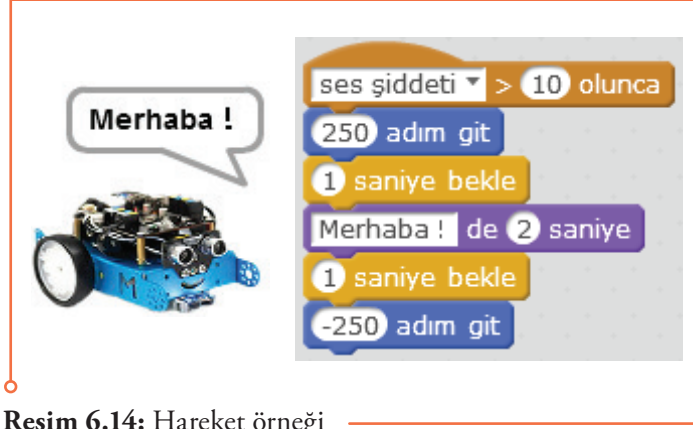 Merhaba !
ses şiddeti > 10 olunca
250 adım git
1 saniye bekle
Merhaba ! de 2 saniye
1 saniye bekle
-250 adım git
Resim 6.14: Hareket örneği